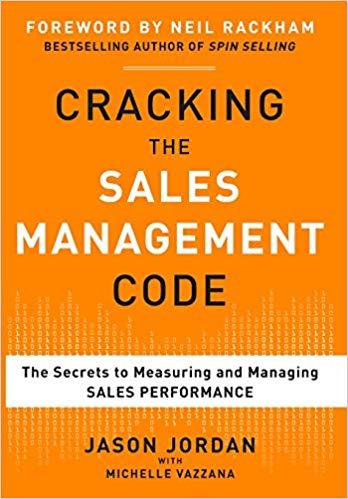 FOREWORD BY NEIL RACKHAM
BESTSELLING AUTHOR OF SPIN SELLING
CRACKING
THE
SALES
MANAGEMENT
CODE
The Secrets to Measuring and Managing
SALES PERFORMANCE
JASON JORDAN
WITH
MICHELLE VAZZANA